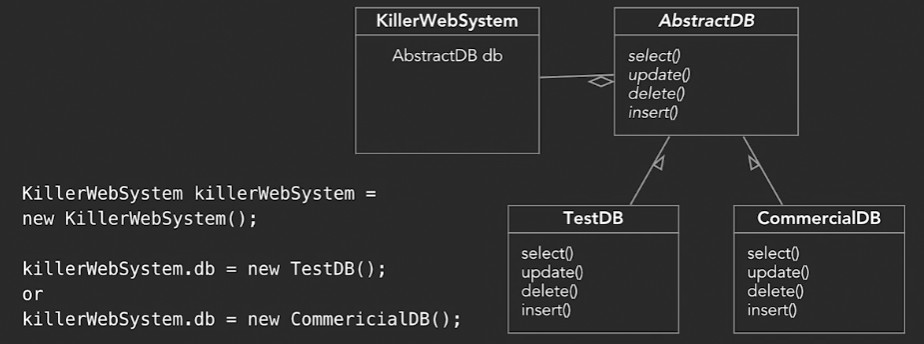 KillerWebSystem
AbstractDB db
AbstractDB
select()
update()
delete()
insert()
KillerWebSystem killerWebSystem =
new KillerWebSystem();
killerWebSystem.db = new TestDB();
or
killerWebSystem.db = new CommericialDB();
TestDB
select()
update()
delete()
insert()
CommercialDB
select()
update()
delete()
insert()